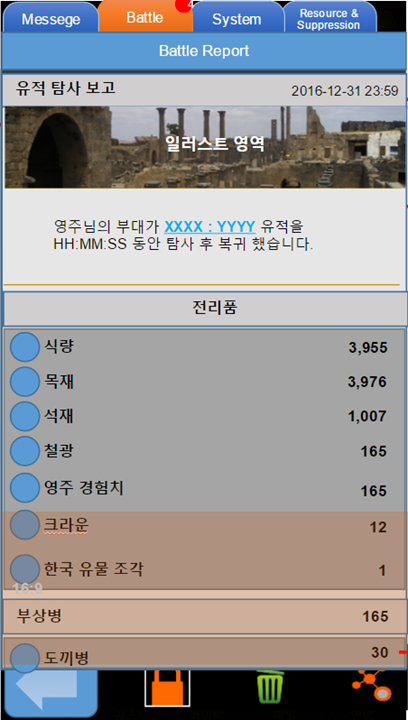 Messege
Battle
4
System
Resource &
Suppression
Battle Report
유적 탐사 보고
2016-12-31 23:59
일러스트 영역
영주님의 부대가 XXXX : YYYY 유적을
HH:MM:SS 동안 탐사 후 복귀 했습니다.
전리품
식량 3,955
목재 3,976
석재 1,007
철광 165
영주 경험치 165
크라운 12
한국 유물 조각 1
16:9
부상병 165
도끼병 30